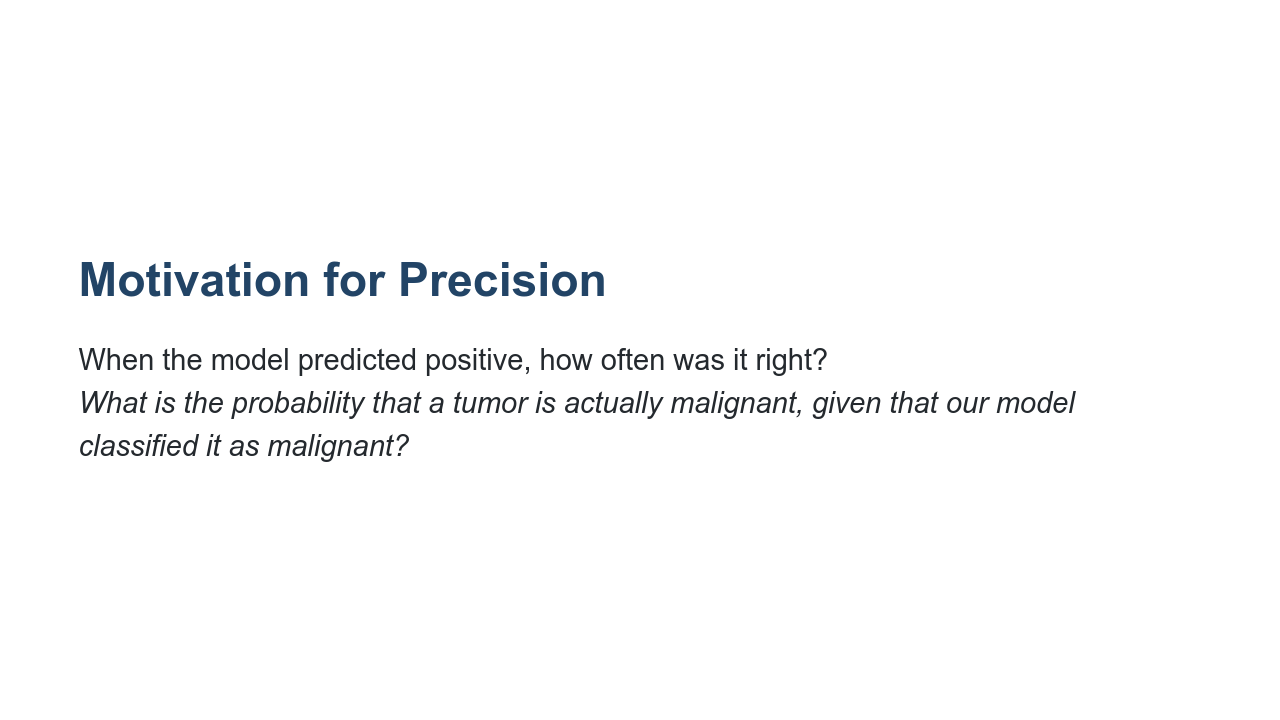 Motivation for Precision
When the model predicted positive, how often was it right?
What is the probability that a tumor is actually malignant, given that our model
classified it as malignant?